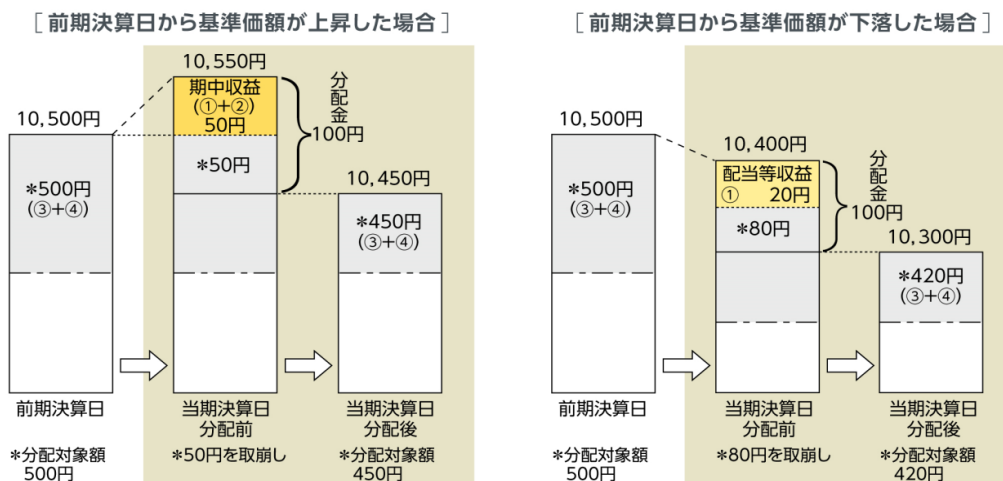 [前期決算日から基準価額が上昇した場合]
10,500円
*500円
(③+④)
10,550円
期中収益
(①+②)
50円
*50円
分配金
100円
10,450円
*450円
(③+④)
前期決算日
当期決算日
分配前
当期決算日
分配後
*分配対象額
500円
*50円を取崩し
*分配対象額
450円
[前期決算日から基準価額が下落した場合]
10,500円
*500円
(③+④)
10,400円
配当等収益
① 20円
*80円
分配金
100円
10,300円
*420円
(③+④)
前期決算日
当期決算日
分配前
当期決算日
分配後
*分配対象額
500円
*80円を取崩し
*分配対象額
420円